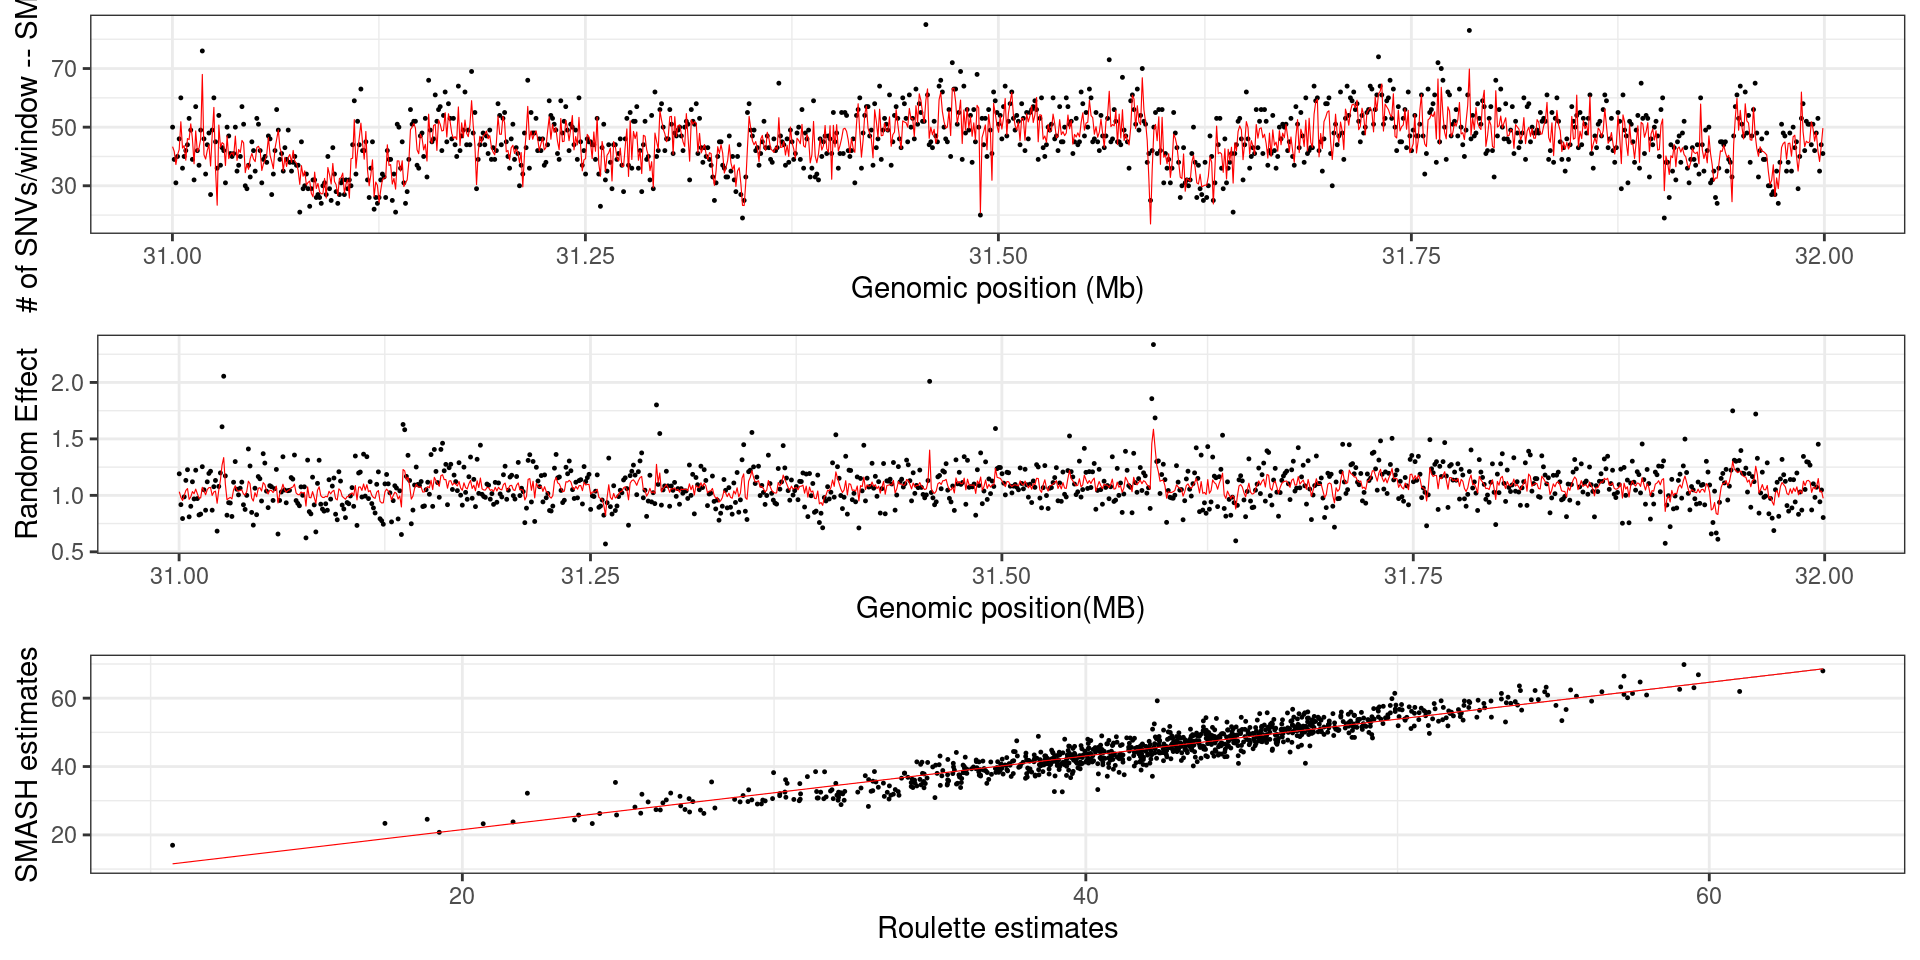 # of SNVs/window -- SM
70
50
30
31.00 31.25 31.50 31.75 32.00
Genomic position (Mb)
Random Effect
2.0
1.5
1.0
0.5
31.00 31.25 31.50 31.75 32.00
Genomic position(MB)
SMASH estimates
60
40
20
20 40 60
Roulette estimates